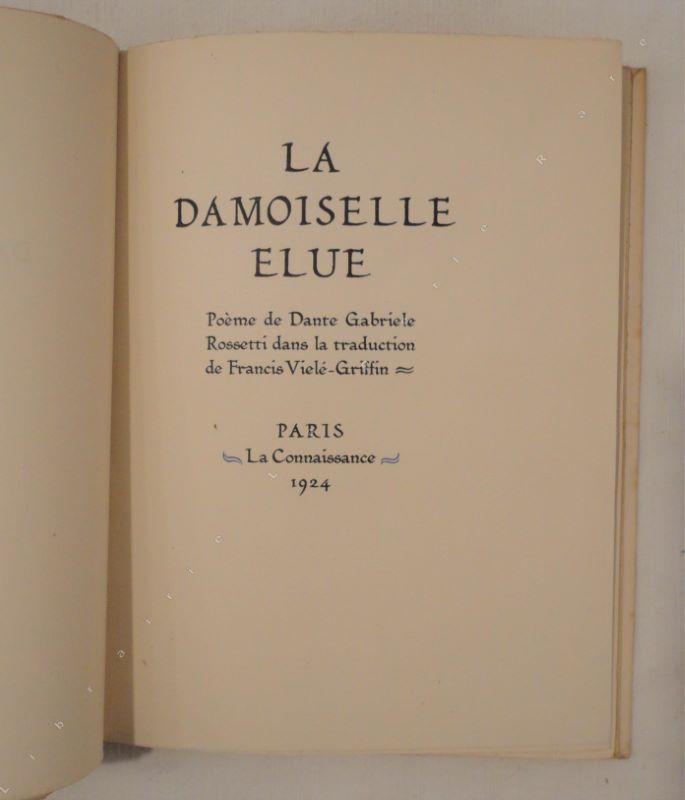 LA
DAMOISELLE
ELUE
Poème de Dante Gabriele
Rossetti dans la traduction
de Francis Vielé-Griffin
PARIS
La Connaissance
1924